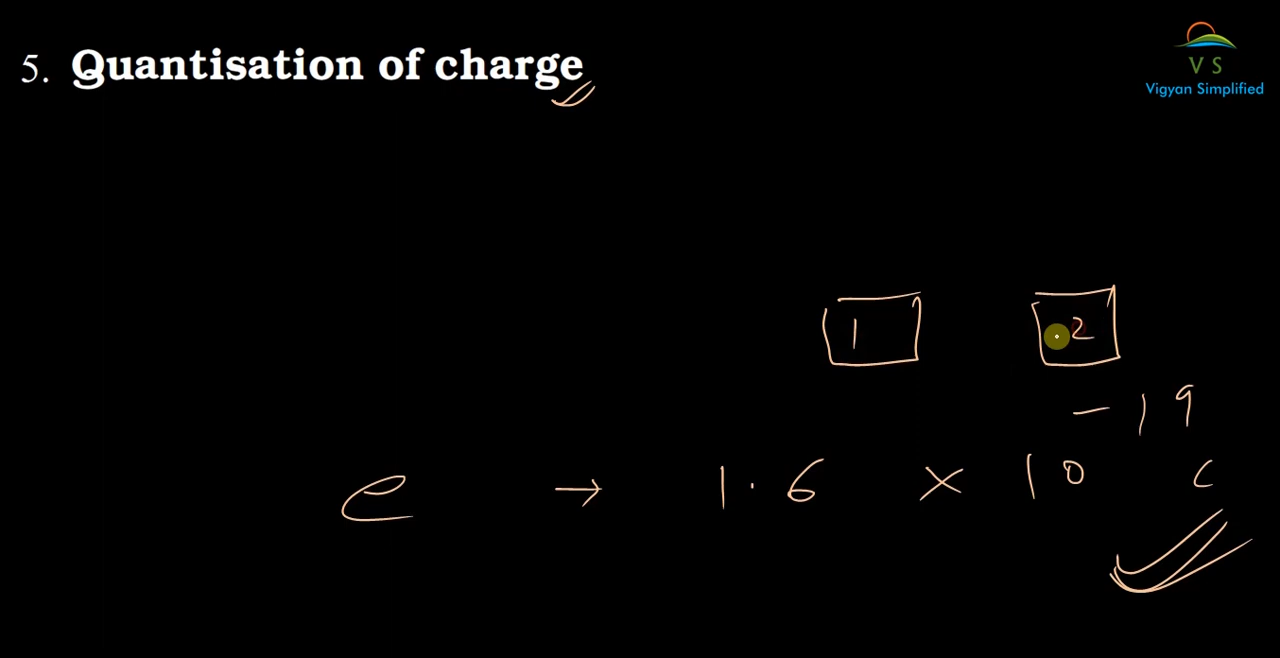 5. Quantisation of charge
V S
Vigyan Simplified
1 2
e → 1.6 × 10 -19 C